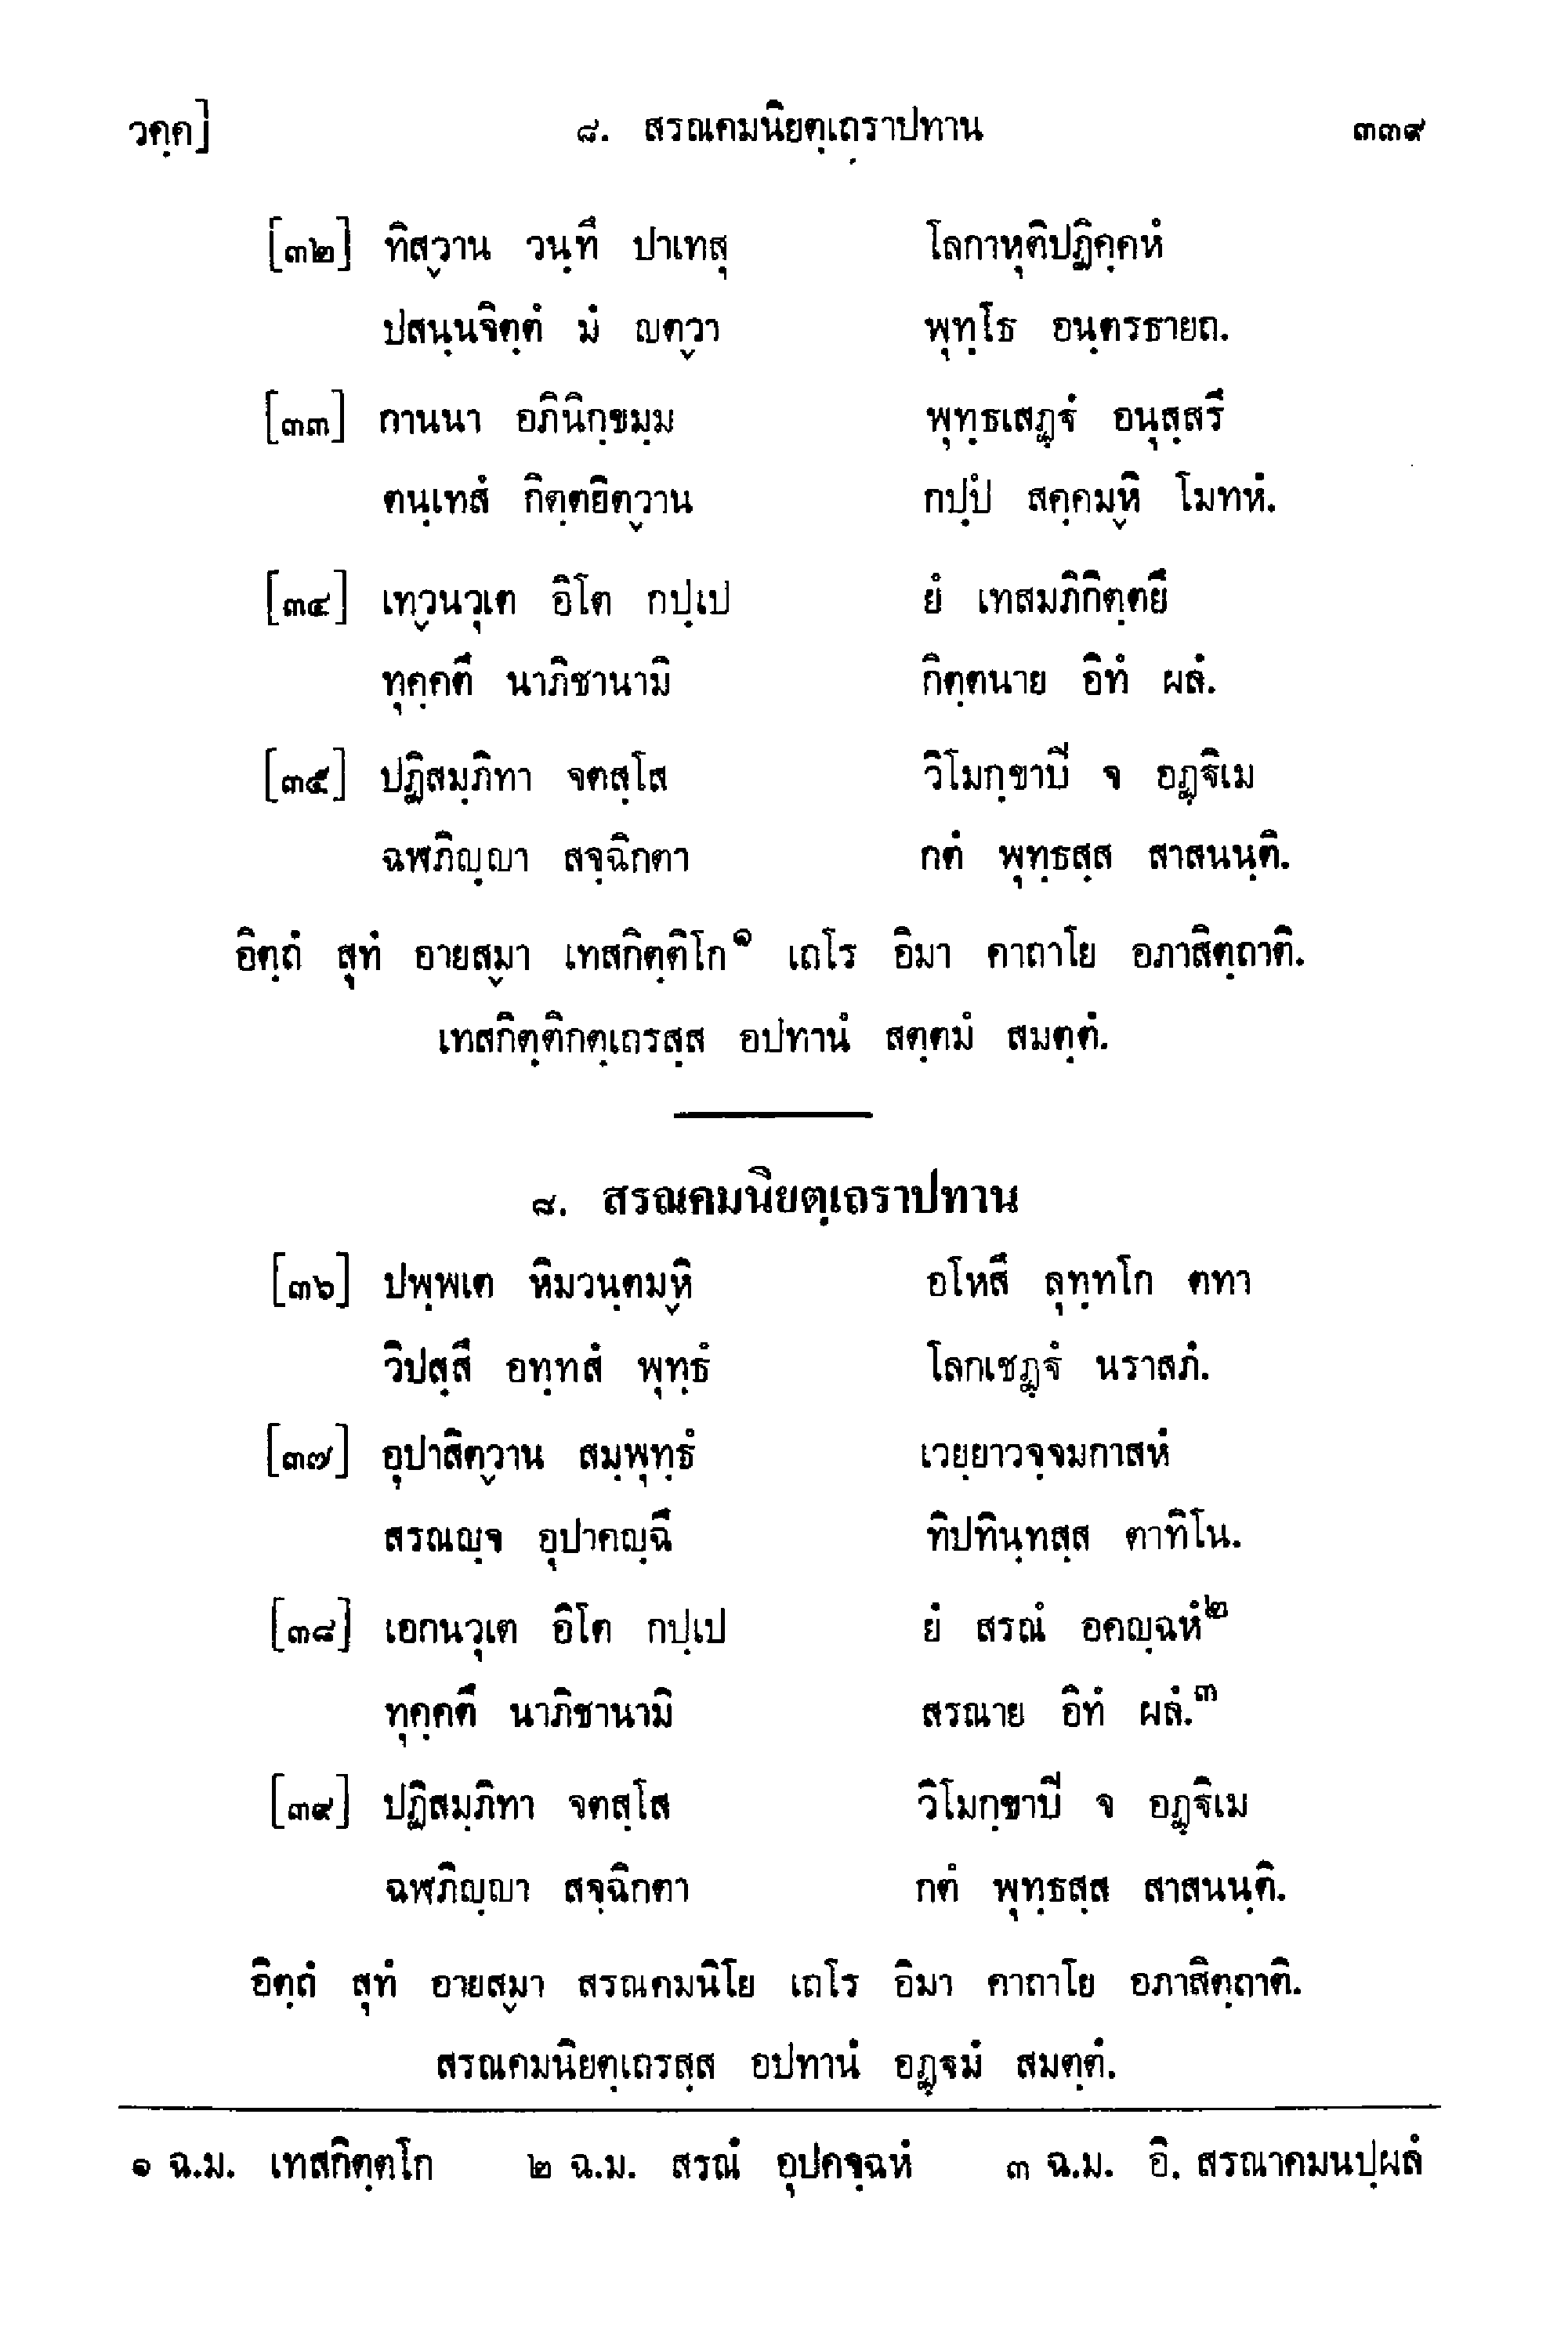 วคฺค] ๘. สรณคมนิยตฺเถราปทาน ๓๓๙
[๓๒] ทิสฺวาน วนฺทึ ปาเทสุ โลกาหุติปฏิคฺคหํ
ปสนฺนจิตฺตํ มํ ญตฺวา พุทฺโธ อนฺตรธายถ.
[๓๓] กานนา อภินิกฺขมฺม พุทฺธเสฏฺฐํ อนุสฺสรึ
ตนฺเทสํ กิตฺตยิตฺวาน กปฺปํ สคฺคมฺหิ โมทหํ.
[๓๔] เทฺวนวุเต อิโต กปฺเป ยํ เทสมภิกิตฺตยึ
ทุคฺคตึ นาภิชานามิ กิตฺตนาย อิทํ ผลํ.
[๓๕] ปฏิสมฺภิทา จตสฺโส วิโมกฺขาปิ จ อฏฺฐิเม
ฉฬภิญฺญา สจฺฉิกตา กตํ พุทฺธสฺส สาสนนฺติ.
อิตฺถํ สุทํ อายสฺมา เทสกิตฺติโก๑ เถโร อิมา คาถาโย อภาสิตฺถาติ.
เทสกิตฺติกตฺเถรสฺส อปทานํ สตฺตมํ สมตฺตํ.
๘. สรณคมนิยตฺเถราปทาน
[๓๖] ปพฺพเต หิมวนฺตมฺหิ อโหสึ ลุทฺทโก ตทา
วิปสฺสึ อทฺทสํ พุทฺธํ โลกเชฏฺฐํ นราสภํ.
[๓๗] อุปาสิตฺวาน สมฺพุทฺธํ เวยฺยาวจฺจมกาสหํ
สรณญฺจ อุปาคญฺฉึ ทิปทินฺทสฺส ตาทิโน.
[๓๘] เอกนวุเต อิโต กปฺเป ยํ สรณํ อคญฺฉหํ๒
ทุคฺคตึ นาภิชานามิ สรณาย อิทํ ผลํ.๓
[๓๙] ปฏิสมฺภิทา จตสฺโส วิโมกฺขาปิ จ อฏฺฐิเม
ฉฬภิญฺญา สจฺฉิกตา กตํ พุทฺธสฺส สาสนนฺติ.
อิตฺถํ สุทํ อายสฺมา สรณคมนิโย เถโร อิมา คาถาโย อภาสิตฺถาติ.
สรณคมนิยตฺเถรสฺส อปทานํ อฏฺฐมํ สมตฺตํ.
๑ ฉ.ม. เทสกิตฺตโก ๒ ฉ.ม. สรณํ อุปคจฺฉหํ ๓ ฉ.ม. อิ. สรณาคมนปฺผลํ